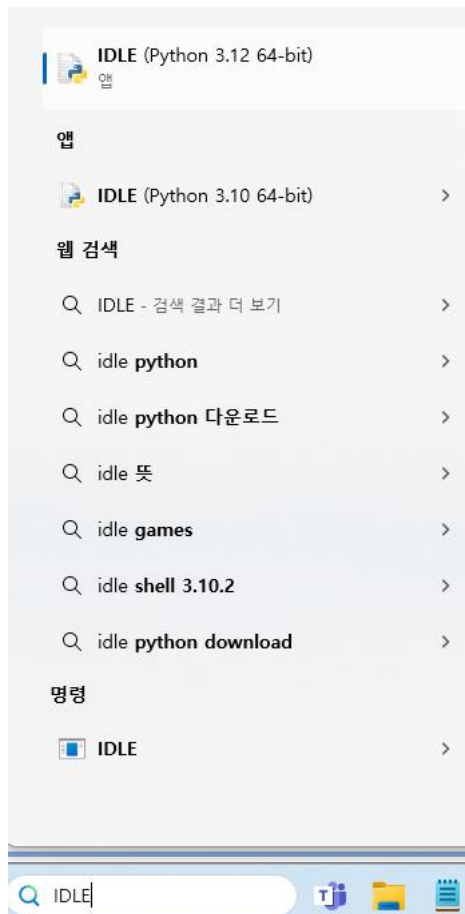 IDLE (Python 3.12 64-bit)
앱
앱
IDLE (Python 3.10 64-bit)
웹 검색
IDLE - 검색 결과 더 보기
idle python
idle python 다운로드
idle 뜻
idle games
idle shell 3.10.2
idle python download
명령
IDLE
IDLE